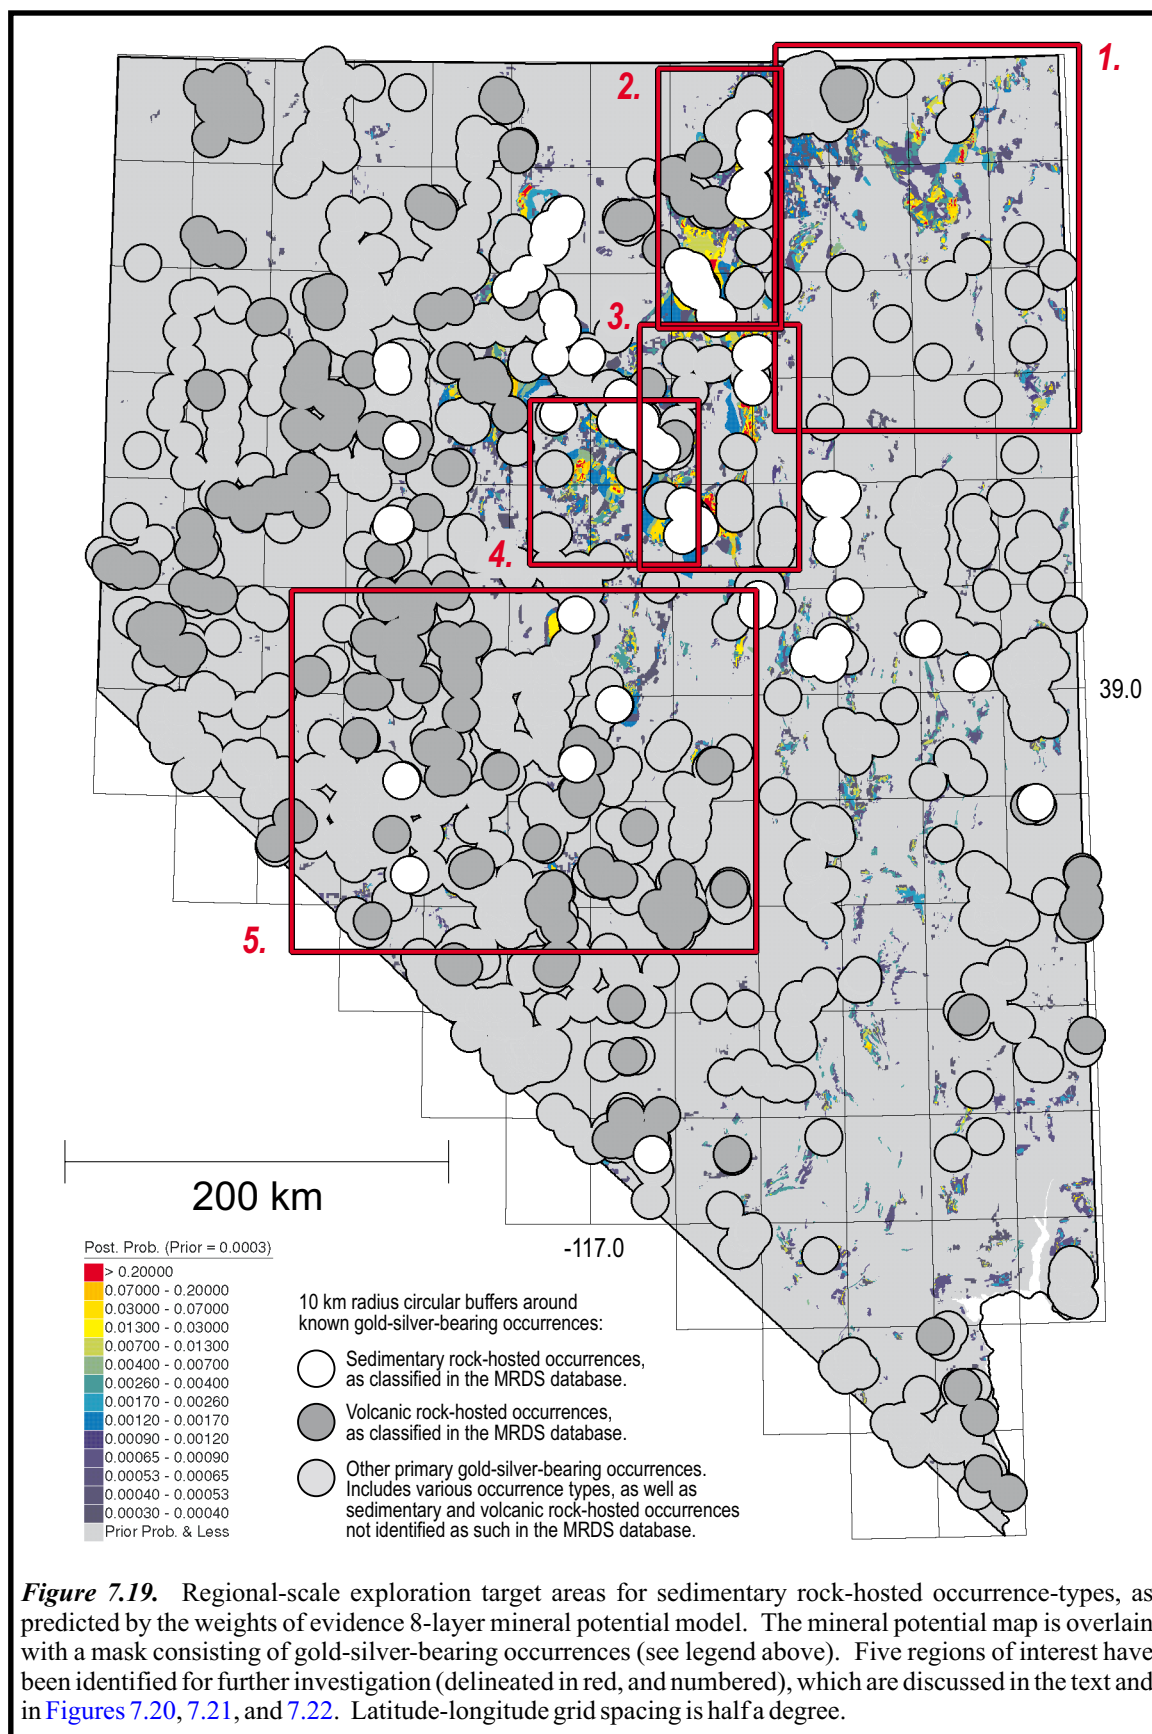 1.
2.
3.
4.
39.0
5.
200 km
-117.0
Post. Prob. (Prior = 0.0003)
> 0.20000
0.07000 - 0.20000
0.03000 - 0.07000
0.01300 - 0.03000
0.00700 - 0.01300
0.00400 - 0.00700
0.00260 - 0.00400
0.00170 - 0.00260
0.00120 - 0.00170
0.00090 - 0.00120
0.00065 - 0.00090
0.00053 - 0.00065
0.00040 - 0.00053
0.00030 - 0.00040
Prior Prob. & Less
10 km radius circular buffers around
known gold-silver-bearing occurrences:
Sedimentary rock-hosted occurrences,
as classified in the MRDS database.
Volcanic rock-hosted occurrences,
as classified in the MRDS database.
Other primary gold-silver-bearing occurrences.
Includes various occurrence types, as well as
sedimentary and volcanic rock-hosted occurrences
not identified as such in the MRDS database.
Figure 7.19. Regional-scale exploration target areas for sedimentary rock-hosted occurrence-types, as
predicted by the weights of evidence 8-layer mineral potential model. The mineral potential map is overlain
with a mask consisting of gold-silver-bearing occurrences (see legend above). Five regions of interest have
been identified for further investigation (delineated in red, and numbered), which are discussed in the text and
in Figures 7.20, 7.21, and 7.22. Latitude-longitude grid spacing is half a degree.